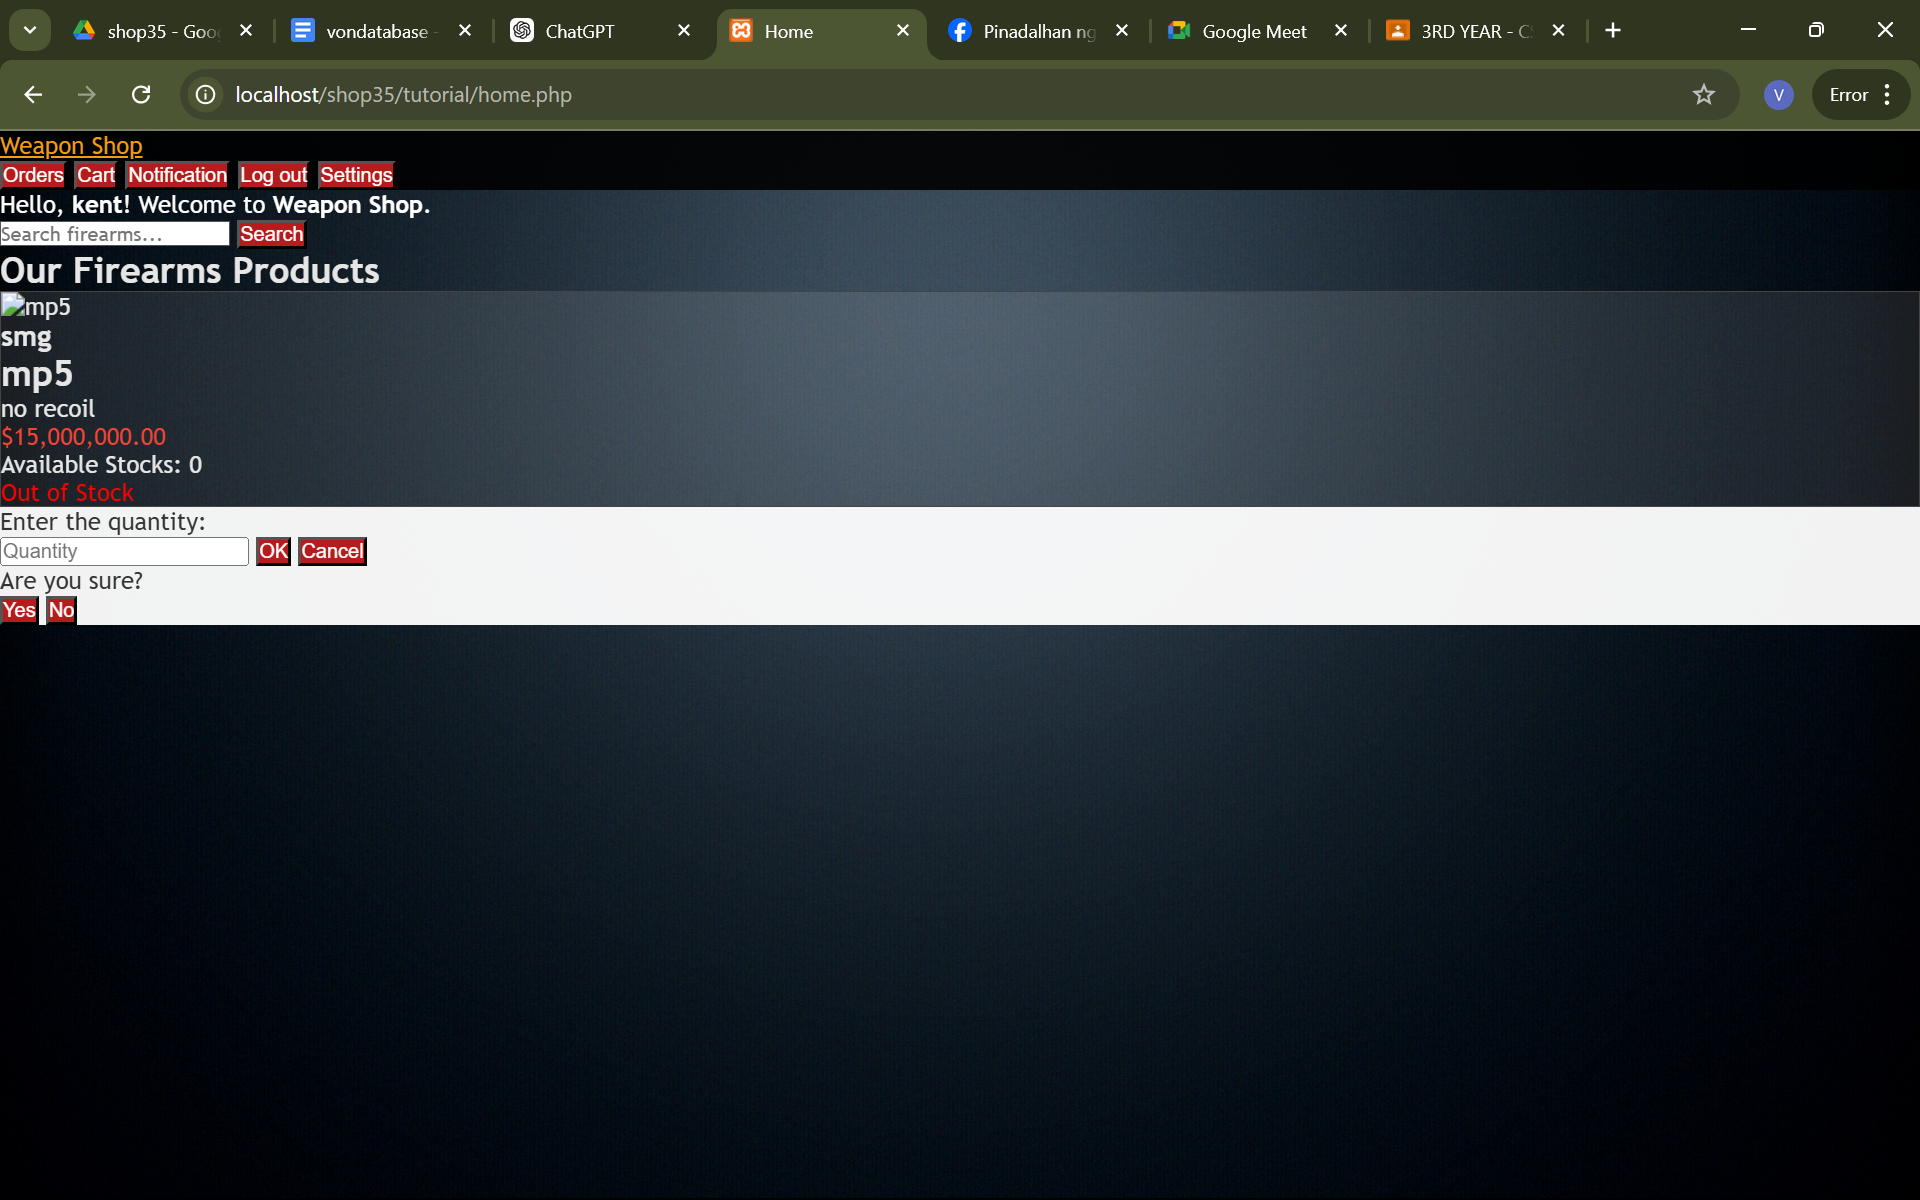 shop35 - Goo
vondatabase -
ChatGPT
Home
Pinadalhan ng
Google Meet
3RD YEAR - CS
localhost/shop35/tutorial/home.php
V
Error
Weapon Shop
Orders Cart Notification Log out Settings
Hello, kent! Welcome to Weapon Shop.
Search firearms... Search
Our Firearms Products
mp5
smg
mp5
no recoil
$15,000,000.00
Available Stocks: 0
Out of Stock
Enter the quantity:
Quantity OK Cancel
Are you sure?
Yes No